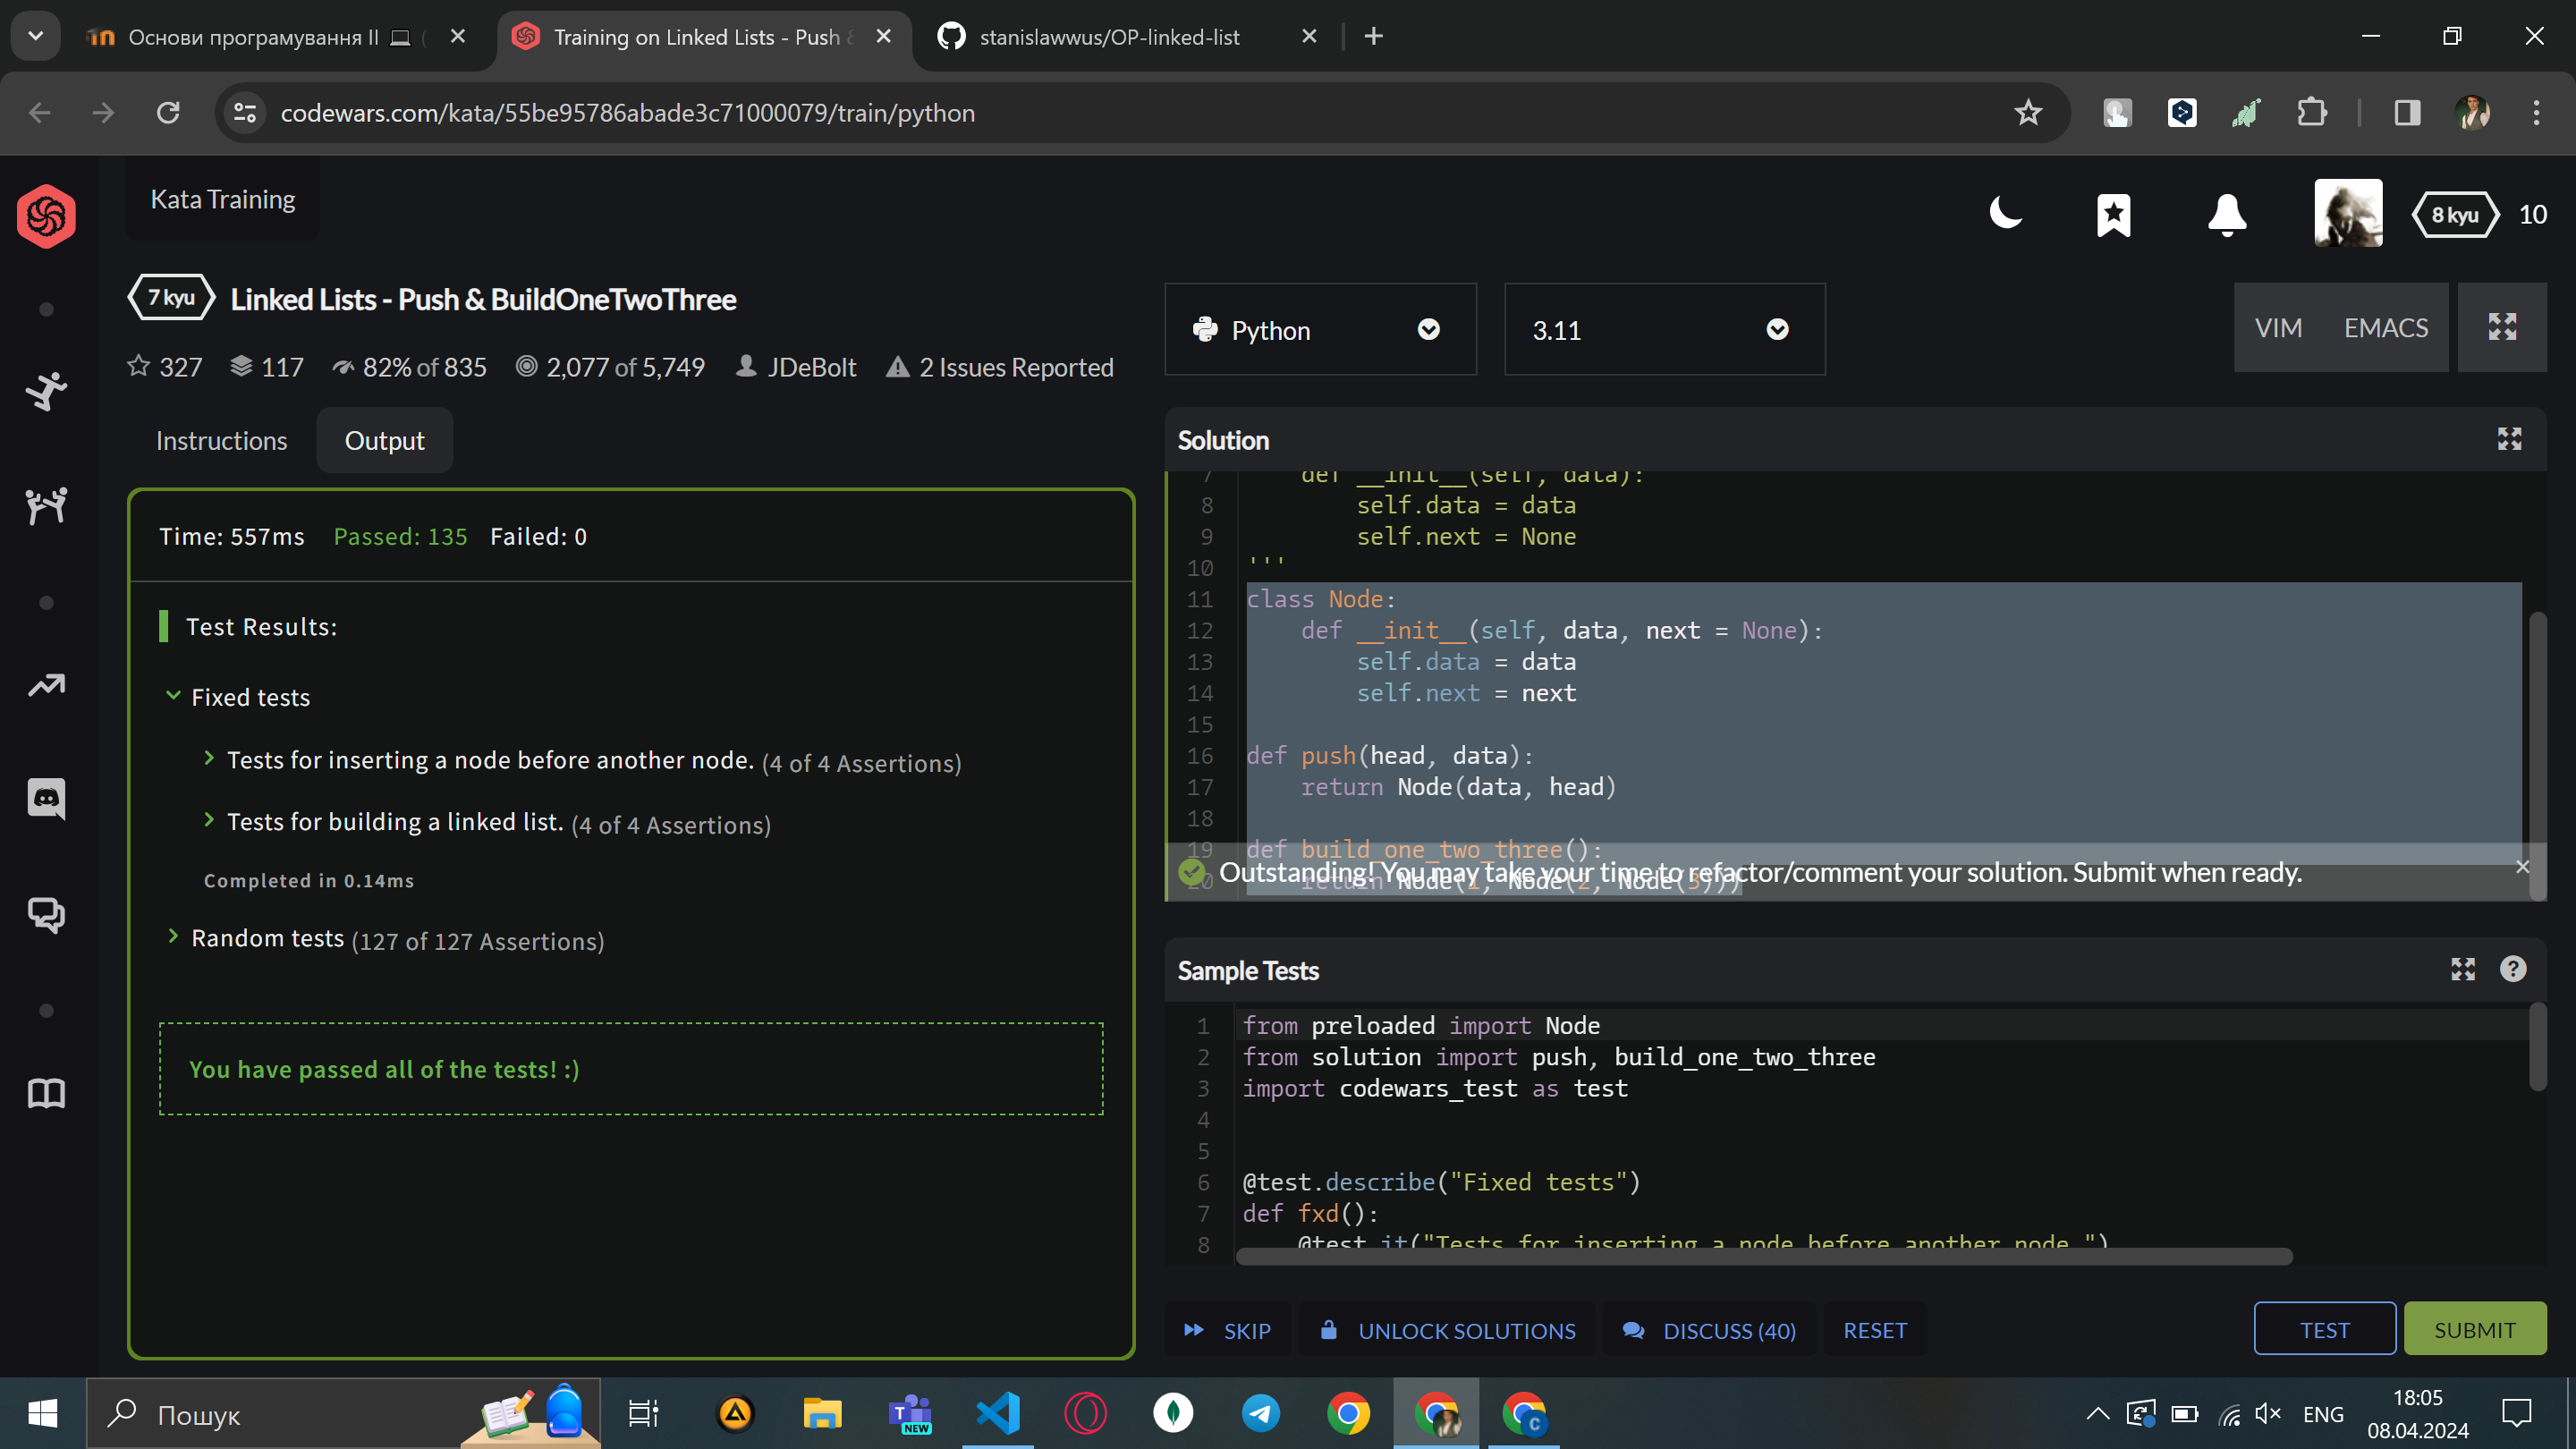 Основи програмування II 💻 (
Training on Linked Lists - Push &
stanislawwus/OP-linked-list
codewars.com/kata/55be95786abade3c71000079/train/python
Kata Training
8 kyu
10
7 kyu
Linked Lists - Push & BuildOneTwoThree
327
117
82% of 835
2,077 of 5,749
JDeBolt
2 Issues Reported
Python
3.11
VIM
EMACS
Instructions
Output
Time: 557ms Passed: 135 Failed: 0
Test Results:
Fixed tests
Tests for inserting a node before another node. (4 of 4 Assertions)
Tests for building a linked list. (4 of 4 Assertions)
Completed in 0.14ms
Random tests (127 of 127 Assertions)
You have passed all of the tests! :)
Solution
7 def __init__(self, data):
8 self.data = data
9 self.next = None
10 '''
11 class Node:
12 def __init__(self, data, next = None):
13 self.data = data
14 self.next = next
15
16 def push(head, data):
17 return Node(data, head)
18
19 def build_one_two_three():
20 return Node(1, Node(2, Node(3)))
Outstanding! You may take your time to refactor/comment your solution. Submit when ready.
Sample Tests
1 from preloaded import Node
2 from solution import push, build_one_two_three
3 import codewars_test as test
4
5
6 @test.describe("Fixed tests")
7 def fxd():
8 @test.it("Tests for inserting a node before another node.")
SKIP
UNLOCK SOLUTIONS
DISCUSS (40)
RESET
TEST
SUBMIT
Пошук
NEW
ENG
18:05
08.04.2024